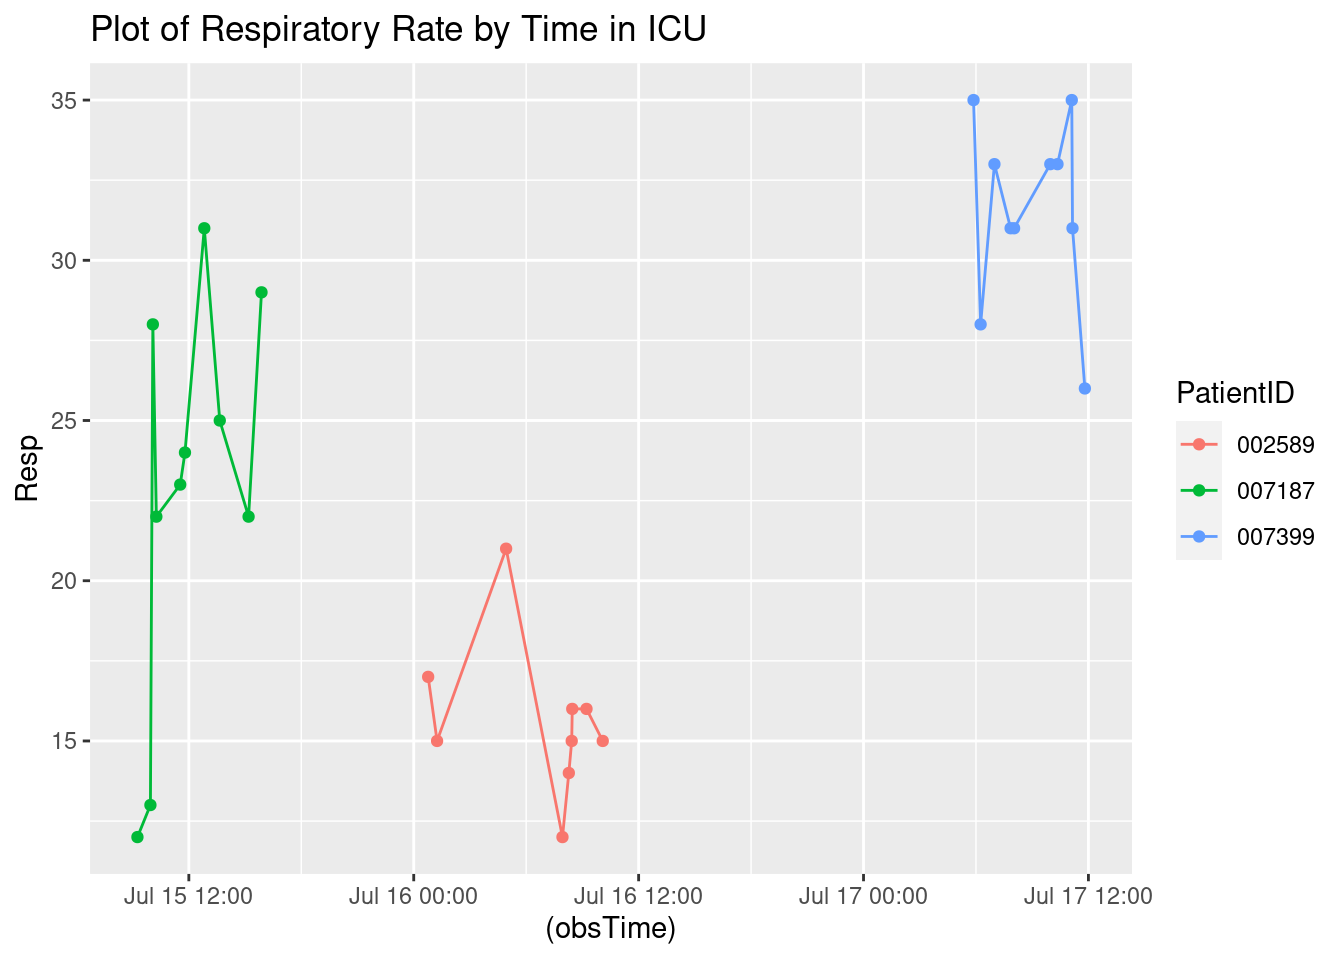 Plot of Respiratory Rate by Time in ICU
35
30
25
20
15
Resp
Jul 15 12:00
Jul 16 00:00
Jul 16 12:00
Jul 17 00:00
Jul 17 12:00
(obsTime)
PatientID
002589
007187
007399